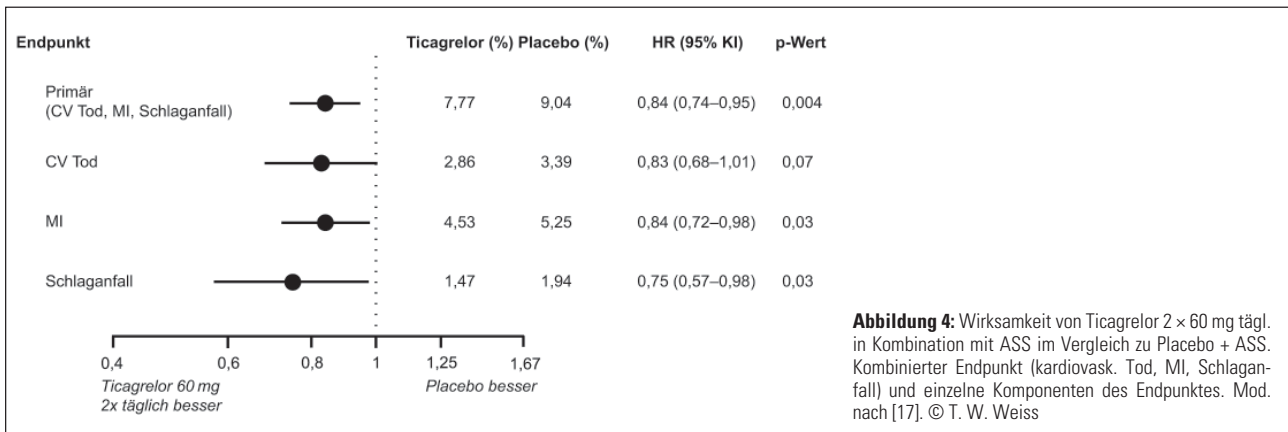 Endpunkt Ticagrelor (%) Placebo (%) HR (95% KI) p-Wert
Primär
(CV Tod, MI, Schlaganfall) 7,77 9,04 0,84 (0,74–0,95) 0,004
CV Tod 2,86 3,39 0,83 (0,68–1,01) 0,07
MI 4,53 5,25 0,84 (0,72–0,98) 0,03
Schlaganfall 1,47 1,94 0,75 (0,57–0,98) 0,03
0,4 0,6 0,8 1 1,25 1,67
Ticagrelor 60 mg Placebo besser
2x täglich besser
Abbildung 4: Wirksamkeit von Ticagrelor 2 × 60 mg tägl.
in Kombination mit ASS im Vergleich zu Placebo + ASS.
Kombinierter Endpunkt (kardiovask. Tod, MI, Schlagan-
fall) und einzelne Komponenten des Endpunktes. Mod.
nach [17]. © T. W. Weiss